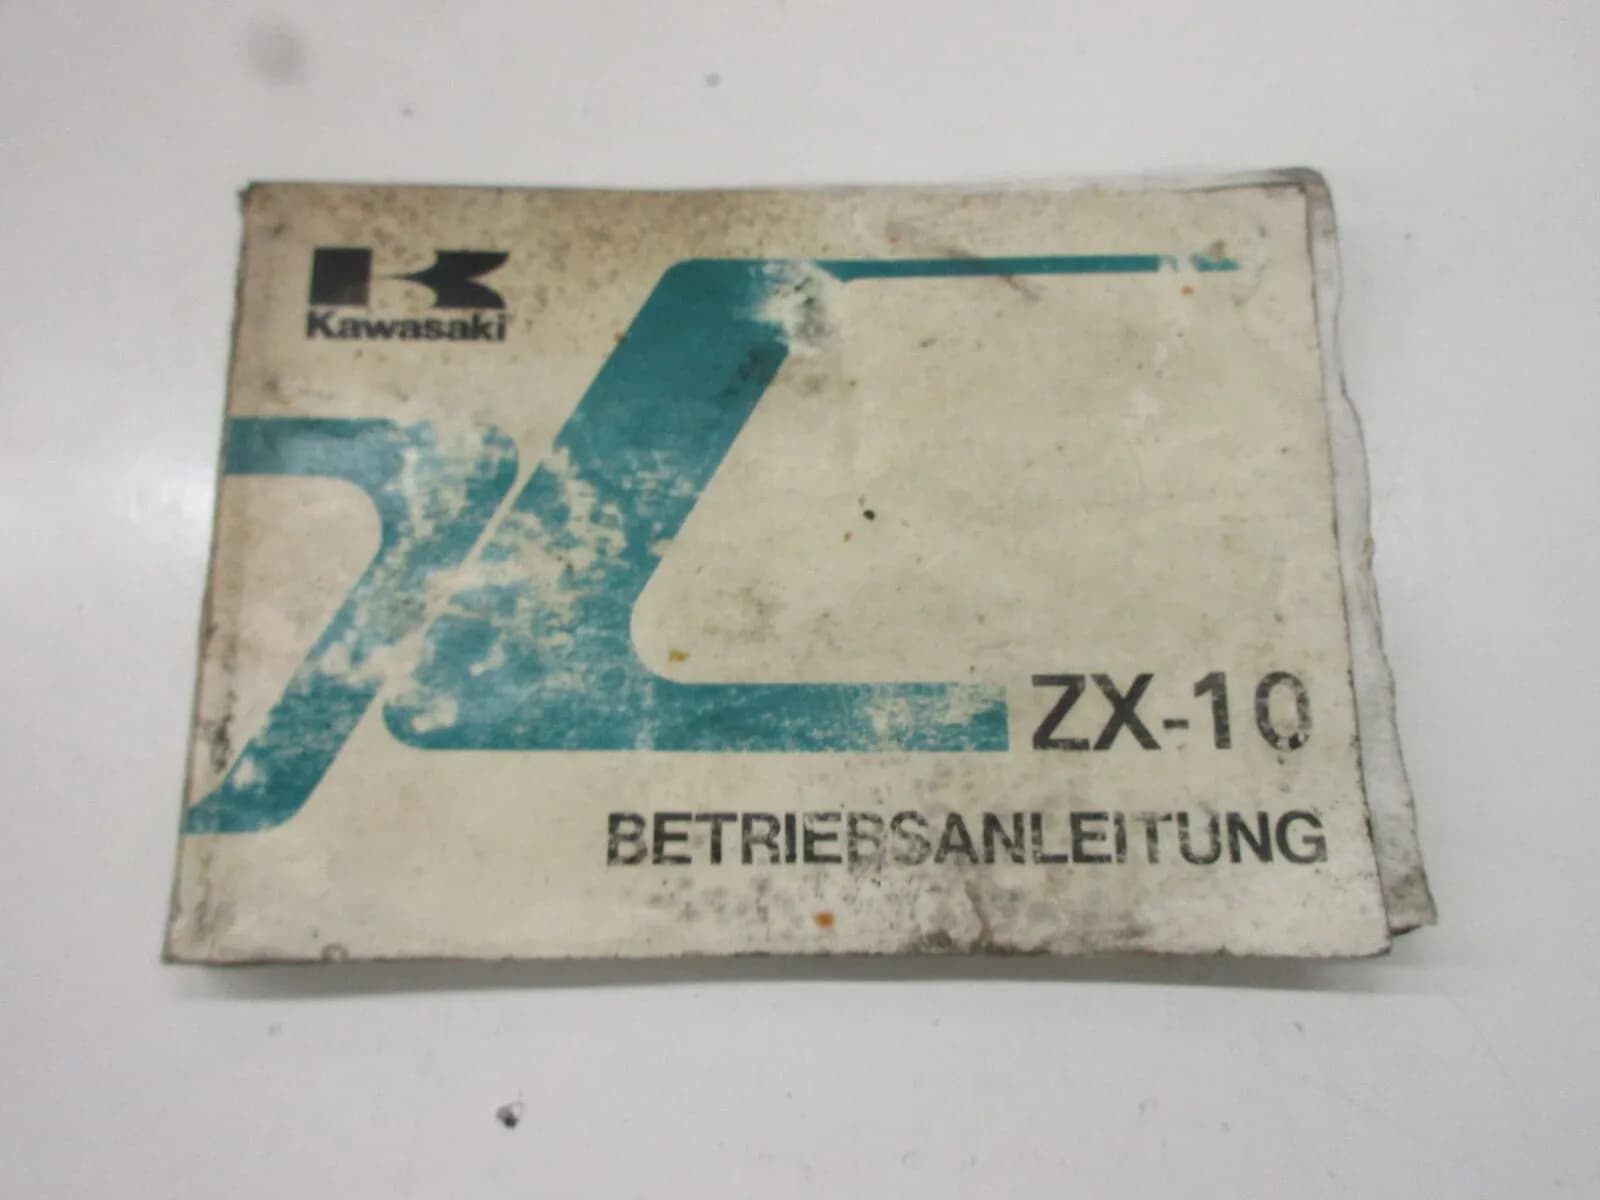 Kawasaki
ZX-10
BETRIEBSANLEITUNG